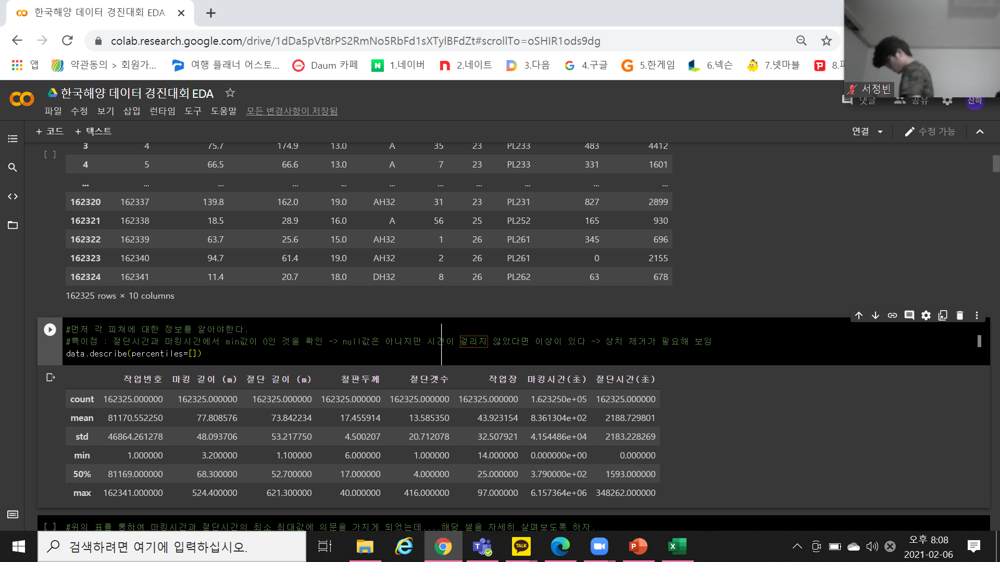 한국해양 데이터 경진대회 EDA
colab.research.google.com/drive/1dDa5pVt8rPS2RmNo5RbFd1sXTylBFdZt#scrollTo=oSHIR1ods9dg
앱 약관동의 > 회원가... 여행 플래너 어스토... Daum 카페 1.네이버 2.네이트 3.다음 4.구글 5.한게임 6.넥슨 7.넷마블
서정빈
한국해양 데이터 경진대회 EDA
댓글 공유 산하
파일 수정 보기 삽입 런타임 도구 도움말 모든 변경사항이 저장됨
+ 코드 + 텍스트 연결 수정 가능
3 4 75.7 174.9 13.0 A 35 23 PL233 483 4412
[ ]
4 5 66.5 66.6 13.0 A 7 23 PL233 331 1601
... ... ... ... ... ... ... ... ... ... ...
162320 162337 139.8 162.0 19.0 AH32 31 23 PL231 827 2899
162321 162338 18.5 28.9 16.0 A 56 25 PL252 165 930
162322 162339 63.7 25.6 15.0 AH32 1 26 PL261 345 696
162323 162340 94.7 61.4 19.0 AH32 2 26 PL261 0 2155
162324 162341 11.4 20.7 18.0 DH32 8 26 PL262 63 678
162325 rows × 10 columns
#먼저 각 피쳐에 대한 정보를 알아야한다.
#특이점 : 절단시간과 마킹시간에서 min값이 0인 것을 확인 -> null값은 아니지만 시간이 걸리지 않았다면 이상이 있다 -> 상치 제거가 필요해 보임
data.describe(percentiles=[])
작업번호 마킹 길이 (m) 절단 길이 (m) 철판두께 절단갯수 작업장 마킹시간(초) 절단시간(초)
count 162325.000000 162325.000000 162325.000000 162325.000000 162325.000000 162325.000000 1.623250e+05 162325.000000
mean 81170.552250 77.808576 73.842234 17.455914 13.585350 43.923154 8.361304e+02 2188.729801
std 46864.261278 48.093706 53.217750 4.500207 20.712078 32.507921 4.154486e+04 2183.228269
min 1.000000 3.200000 1.100000 6.000000 1.000000 14.000000 0.000000e+00 0.000000
50% 81169.000000 68.300000 52.700000 17.000000 4.000000 25.000000 3.790000e+02 1593.000000
max 162341.000000 524.400000 621.300000 40.000000 416.000000 97.000000 6.157364e+06 348262.000000
[ ] #위의 표를 통하여 마킹시간과 절단시간의 최소 최대값에 의문을 가지게 되었는데....해당 셀을 자세히 살펴보도록 하자.
검색하려면 여기에 입력하십시오.
TALK
오후 8:08
2021-02-06